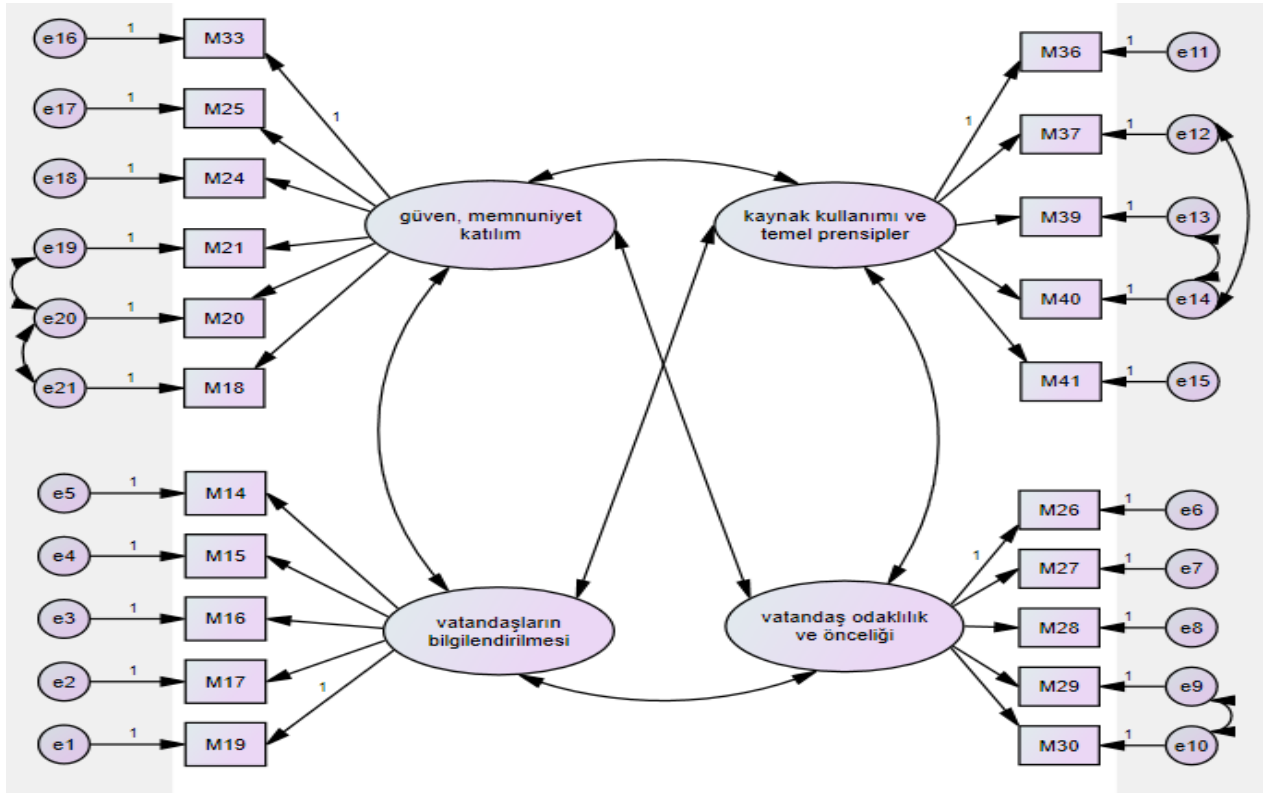 e16 1 M33
e17 1 M25
e18 1 M24
e19 1 M21
e20 1 M20
e21 1 M18
1
güven, memnuniyet
katılım
M36 1 e11
M37 1 e12
M39 1 e13
M40 1 e14
M41 1 e15
1
kaynak kullanımı ve
temel prensipler
e5 1 M14
e4 1 M15
e3 1 M16
e2 1 M17
e1 1 M19
1
vatandaşların
bilgilendirilmesi
M26 1 e6
M27 1 e7
M28 1 e8
M29 1 e9
M30 1 e10
1
vatandaş odaklılık
ve önceliği